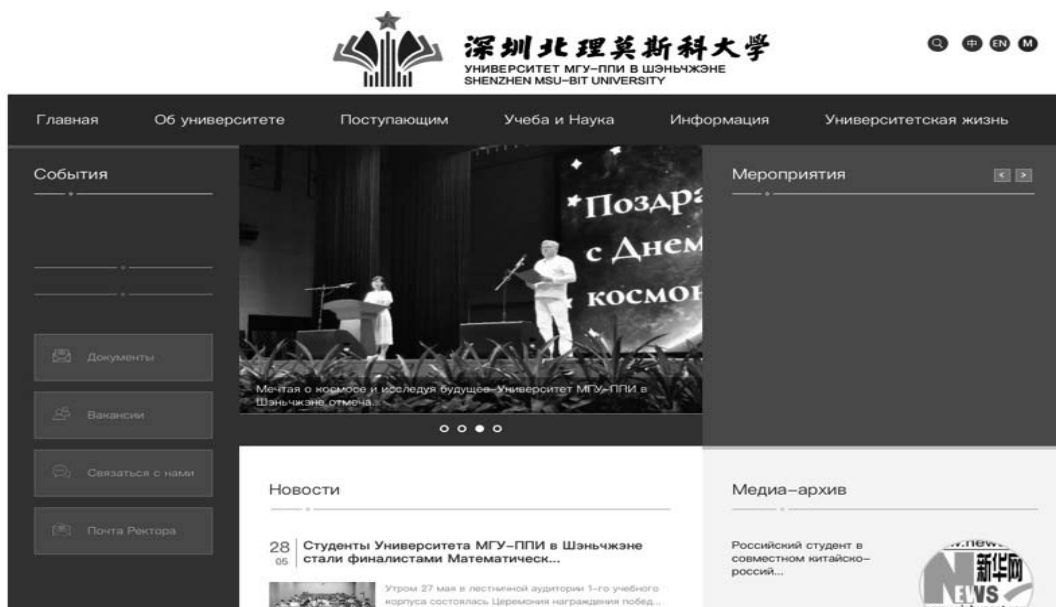 深圳北理莫斯科大學
УНИВЕРСИТЕТ МГУ-ППИ В ШЭНЬЧЖЭНЕ
SHENZHEN MSU-BIT UNIVERSITY
中 EN M
Главная Об университете Поступающим Учеба и Наука Информация Университетская жизнь
События
Документы
Вакансии
Связаться с нами
Почта Ректора
Поздра
с Днем
космон
Мечтая о космосе и исследуя будущее-Университет МГУ-ППИ в
Шэньчжэне отмеча...
Мероприятия
< >
Новости
28
05
Студенты Университета МГУ-ППИ в Шэньчжэне
стали финалистами Математическ...
Утром 27 мая в лестничной аудитории 1-го учебного
корпуса состоялась Церемония награждения побед...
Медиа-архив
Российский студент в
совместном китайско-
россий...
新华网
NEWS